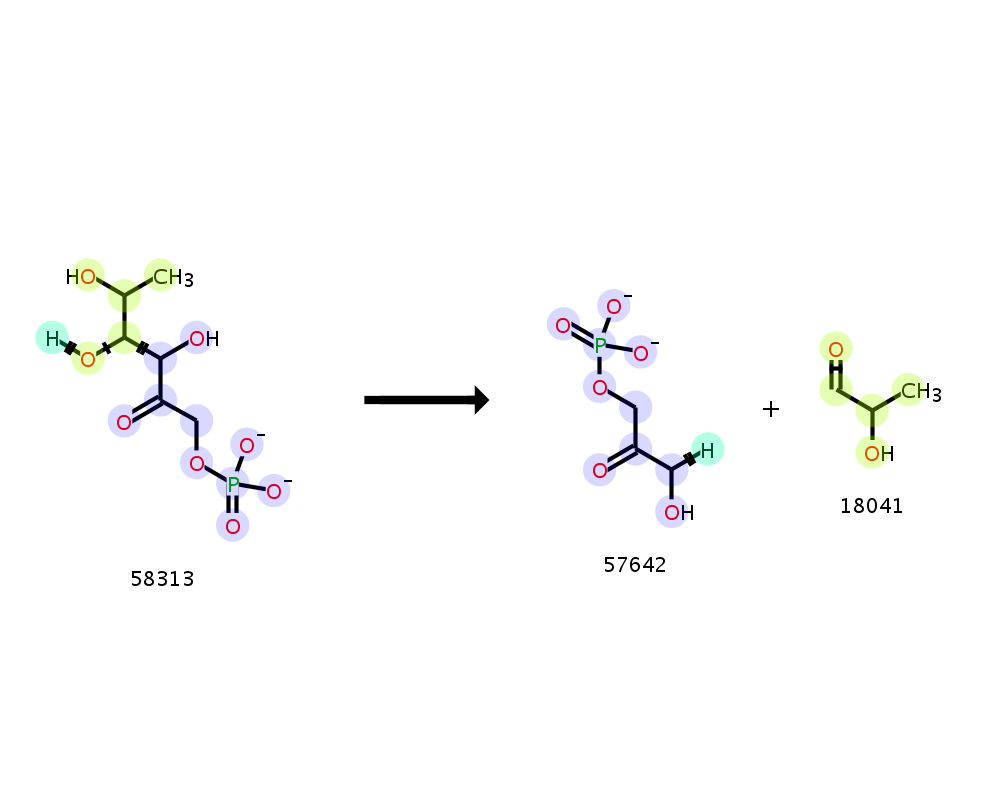 HO CH3
H O OH
O
O P O⁻ O⁻
O
58313
O P O⁻ O⁻
O
O H
OH
57642
+
O
CH3
OH
18041